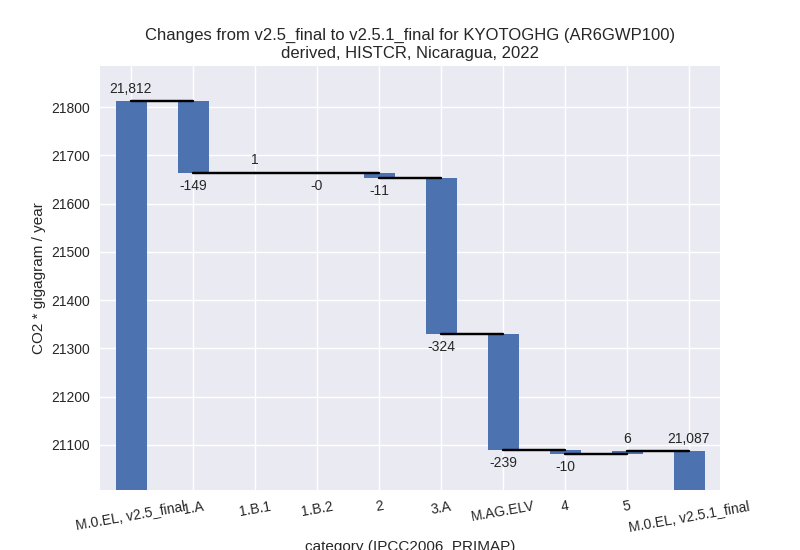 Changes from v2.5_final to v2.5.1_final for KYOTOGHG (AR6GWP100)
derived, HISTCR, Nicaragua, 2022
CO2 * gigagram / year
21800
21700
21600
21500
21400
21300
21200
21100
21,812
-149
1
-0
-11
-324
-239
-10
6
21,087
M.0.EL, v2.5_final
1.A
1.B.1
1.B.2
2
3.A
M.AG.ELV
4
5
M.0.EL, v2.5.1_final
category (IPCC2006_PRIMAP)